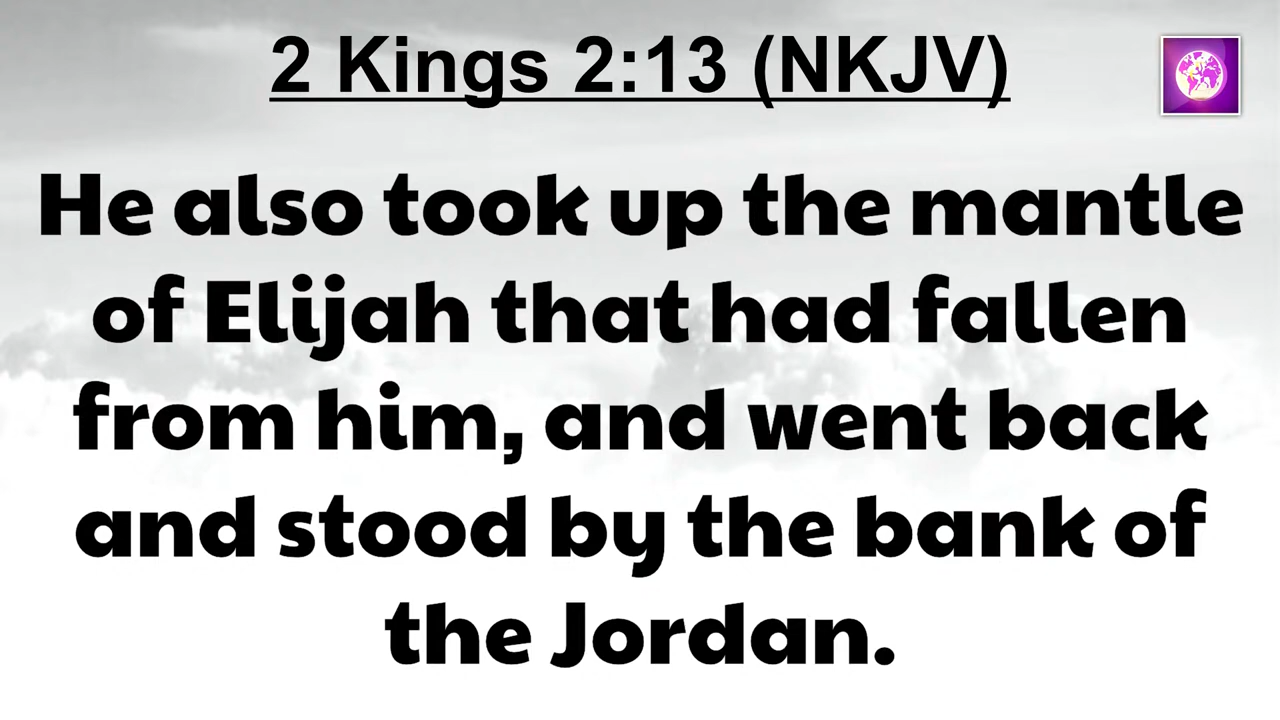 2 Kings 2:13 (NKJV)
He also took up the mantle
of Elijah that had fallen
from him, and went back
and stood by the bank of
the Jordan.